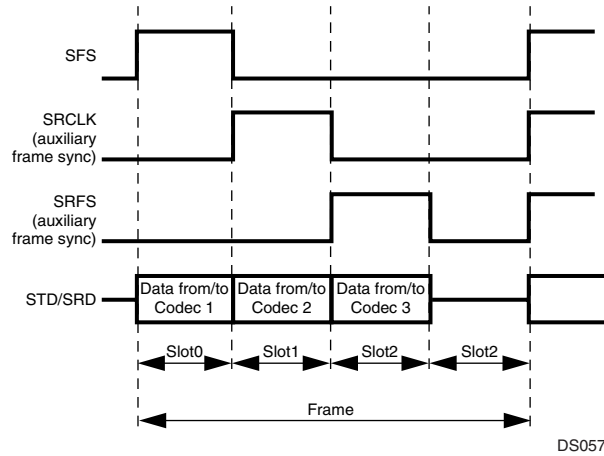 SFS
SRCLK
(auxiliary
frame sync)
SRFS
(auxiliary
frame sync)
STD/SRD
Data from/to
Codec 1
Data from/to
Codec 2
Data from/to
Codec 3
Slot0
Slot1
Slot2
Slot2
Frame
DS057